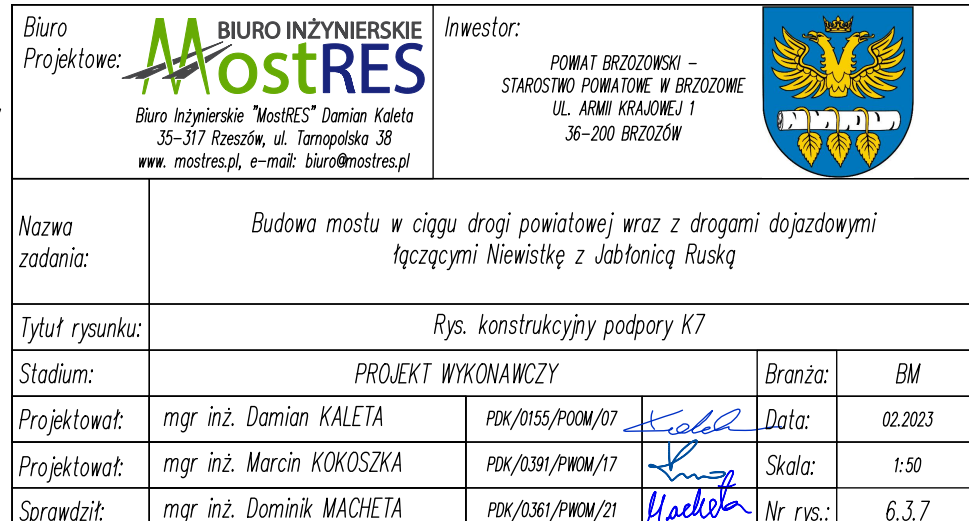 Biuro
Projektowe:
BIURO INŻYNIERSKIE
MostRES
Biuro Inżynierskie "MostRES" Damian Kaleta
35-317 Rzeszów, ul. Tarnopolska 38
www. mostres.pl, e-mail: biuro@mostres.pl
Inwestor:
POWIAT BRZOZOWSKI –
STAROSTWO POWIATOWE W BRZOZOWIE
UL. ARMII KRAJOWEJ 1
36-200 BRZOZÓW
Nazwa
zadania:
Budowa mostu w ciągu drogi powiatowej wraz z drogami dojazdowymi
łączącymi Niewistkę z Jabłonicą Ruską
Tytuł rysunku: Rys. konstrukcyjny podpory K7
Stadium: PROJEKT WYKONAWCZY Branża: BM
Projektował: mgr inż. Damian KALETA PDK/0155/POOM/07 Data: 02.2023
Projektował: mgr inż. Marcin KOKOSZKA PDK/0391/PWOM/17 Skala: 1:50
Sprawdził: mgr inż. Dominik MACHETA PDK/0361/PWOM/21 Macheta Nr rys.: 6.3.7